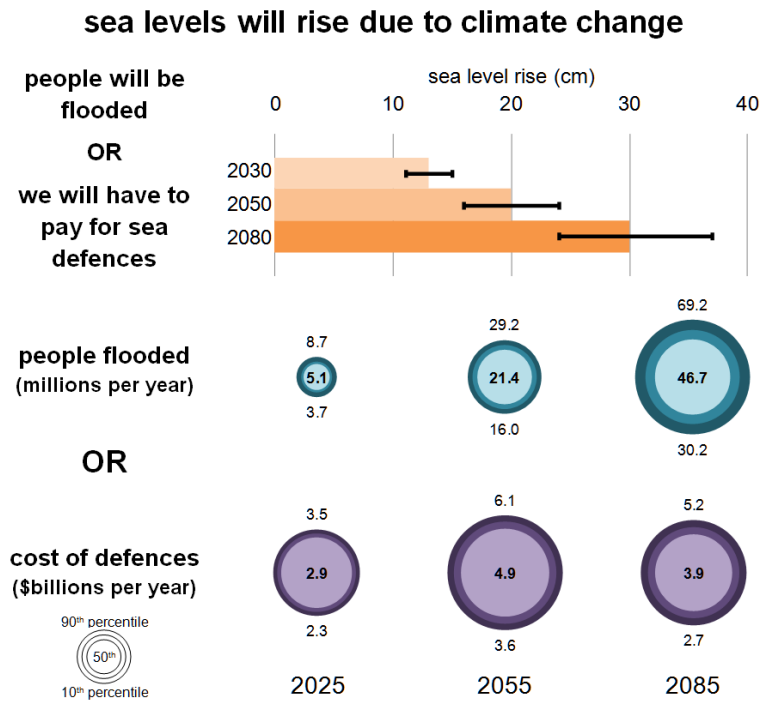 sea levels will rise due to climate change
people will be
flooded
OR
we will have to
pay for sea
defences
sea level rise (cm)
0 10 20 30 40
2030
2050
2080
people flooded
(millions per year)
8.7
5.1
3.7
29.2
21.4
16.0
69.2
46.7
30.2
OR
cost of defences
($billions per year)
3.5
2.9
2.3
6.1
4.9
3.6
5.2
3.9
2.7
90th percentile
50th
10th percentile
2025 2055 2085